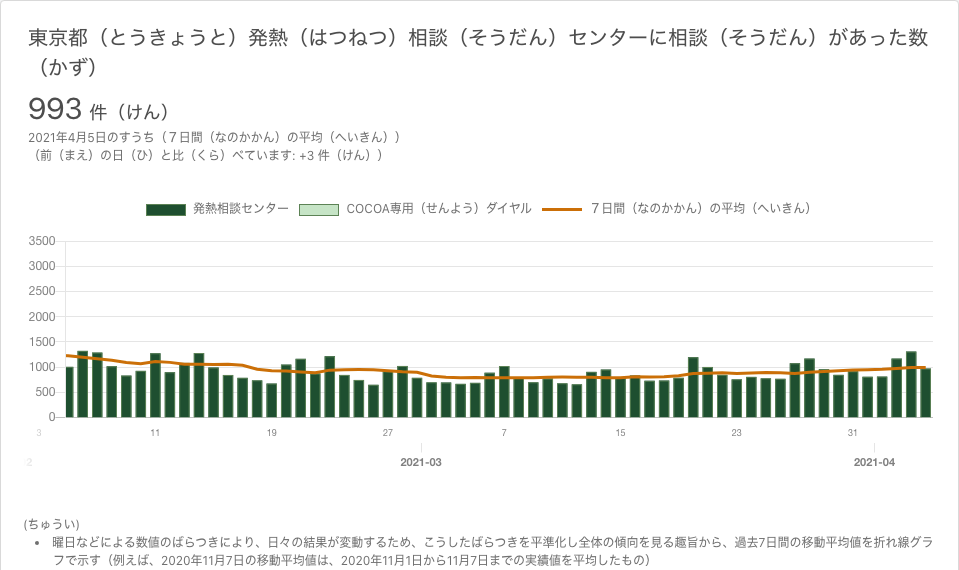 東京都（とうきょうと）発熱（はつねつ）相談（そうだん）センターに相談（そうだん）があった数
（かず）
993 件（けん）
2021年4月5日のすうち（７日間（なのかかん）の平均（へいきん））
（前（まえ）の日（ひ）と比（くら）べています: +3 件（けん））
発熱相談センター COCOA専用（せんよう）ダイヤル ７日間（なのかかん）の平均（へいきん）
3500
3000
2500
2000
1500
1000
500
0
3 11 19 27 7 15 23 31
2 2021-03 2021-04
(ちゅうい)
• 曜日などによる数値のばらつきにより、日々の結果が変動するため、こうしたばらつきを平準化し全体の傾向を見る趣旨から、過去7日間の移動平均値を折れ線グラ
フで示す（例えば、2020年11月7日の移動平均値は、2020年11月1日から11月7日までの実績値を平均したもの）